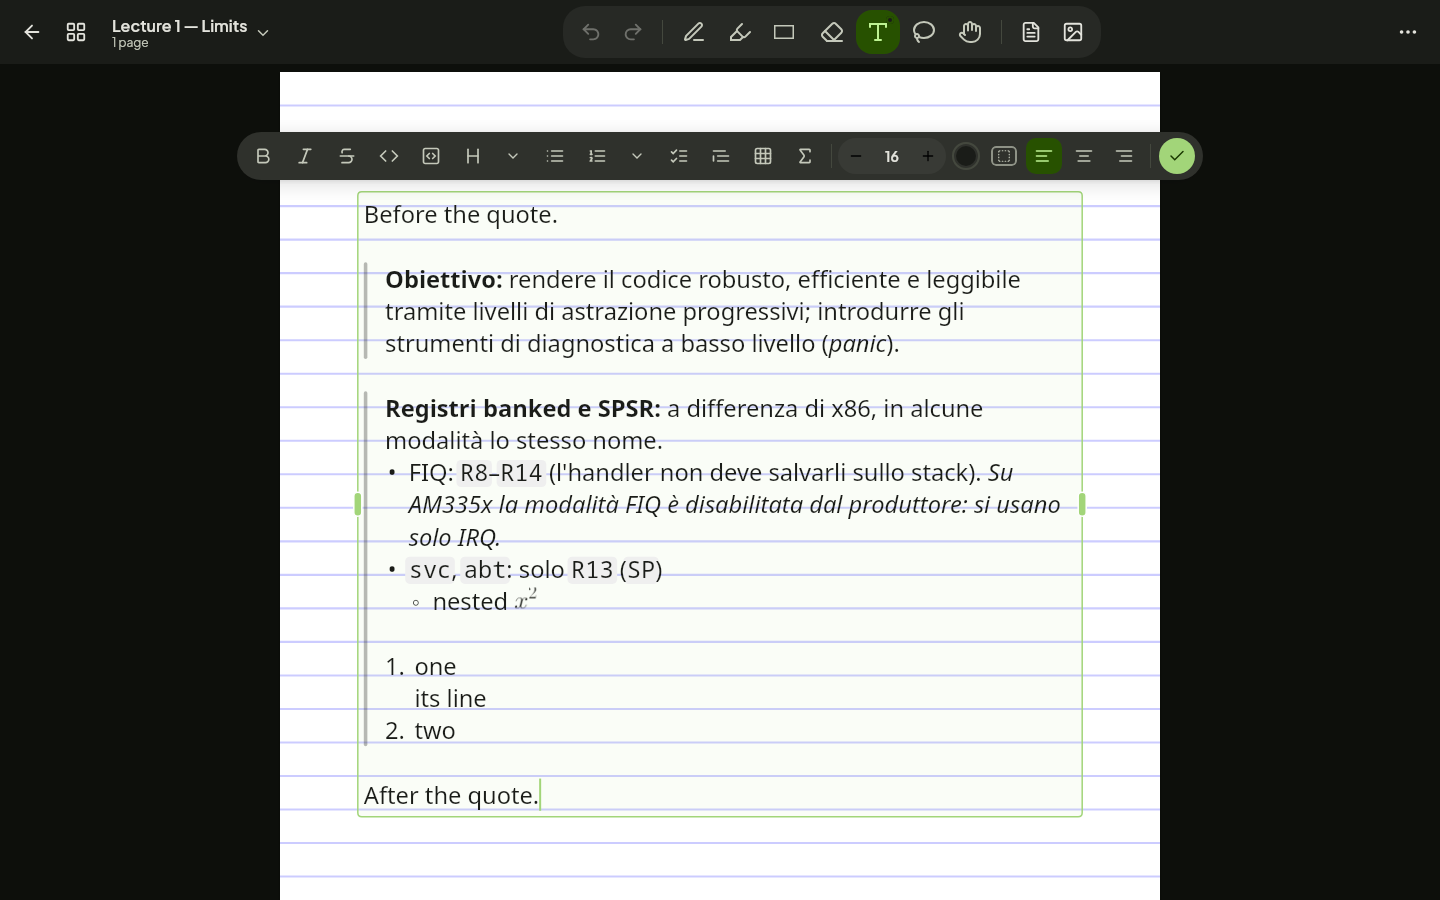 Lecture 1 — Limits
1 page
16
Before the quote.
Obiettivo: rendere il codice robusto, efficiente e leggibile
tramite livelli di astrazione progressivi; introdurre gli
strumenti di diagnostica a basso livello (panic).
Registri banked e SPSR: a differenza di x86, in alcune
modalità lo stesso nome.
• FIQ: R8–R14 (l'handler non deve salvarli sullo stack). Su
AM335x la modalità FIQ è disabilitata dal produttore: si usano
solo IRQ.
• svc, abt: solo R13 (SP)
◦ nested x²
1. one
its line
2. two
After the quote.